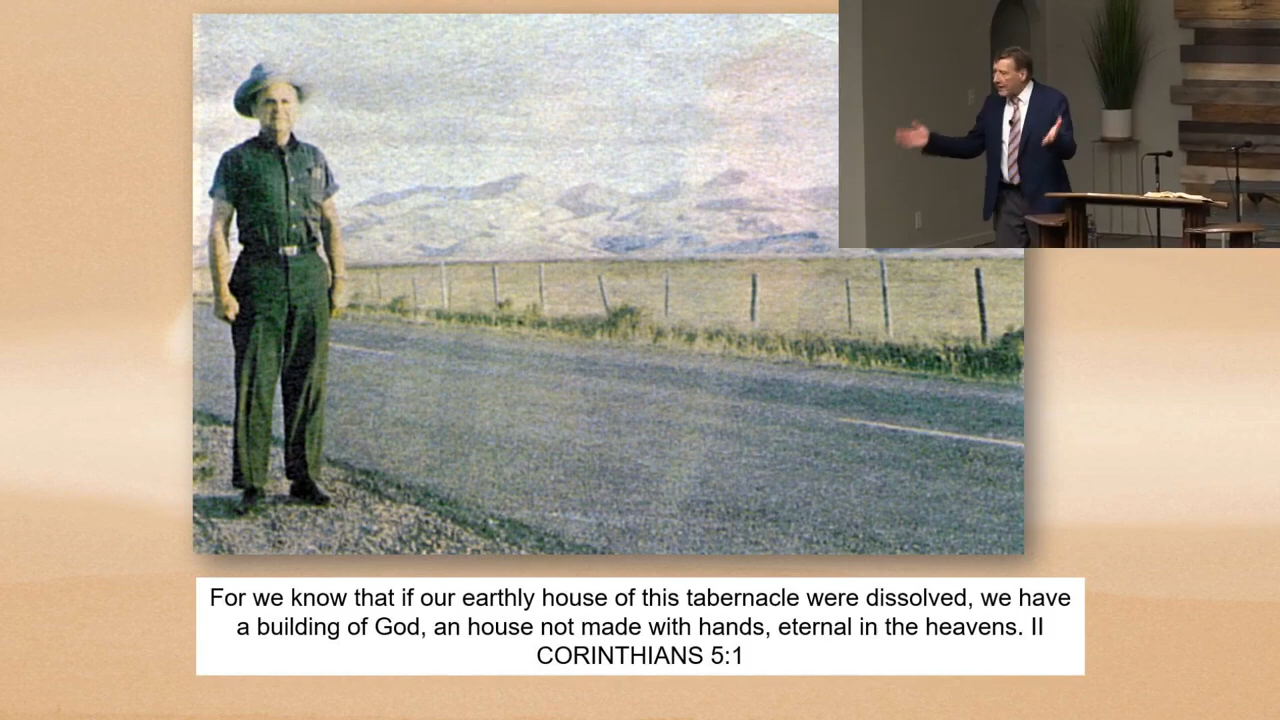 For we know that if our earthly house of this tabernacle were dissolved, we have
a building of God, an house not made with hands, eternal in the heavens. II
CORINTHIANS 5:1